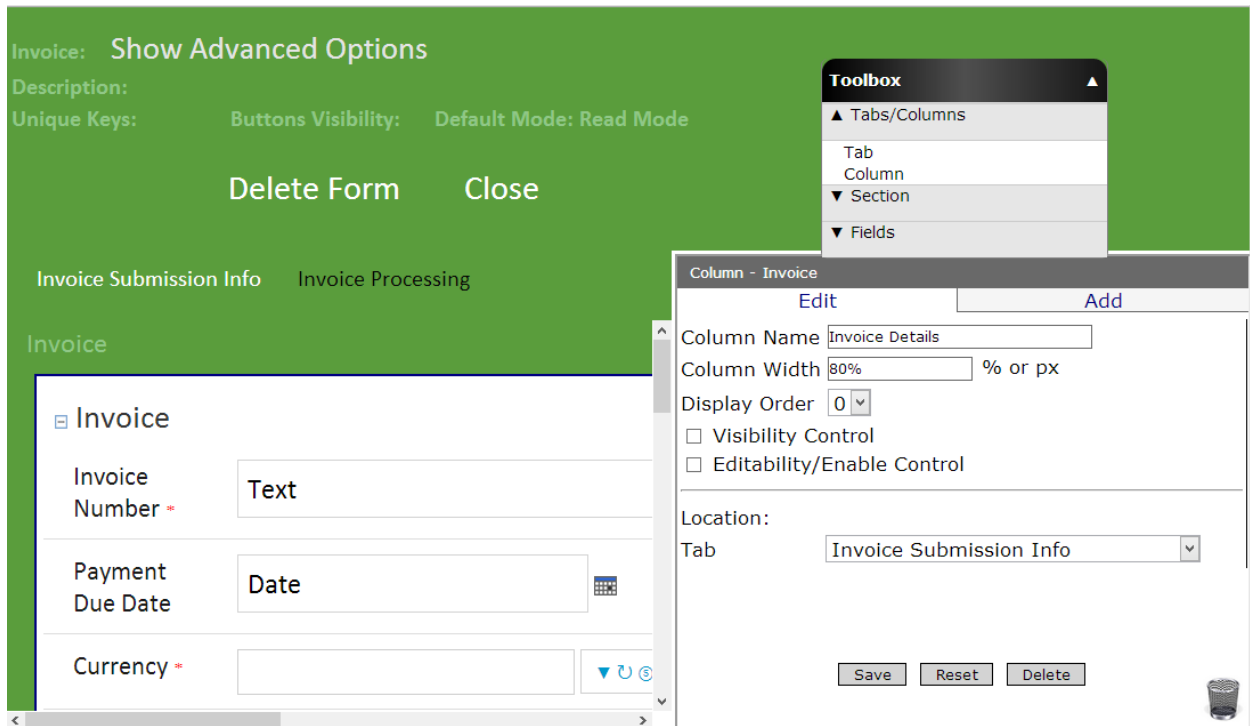 Invoice: Show Advanced Options
Description:
Unique Keys: Buttons Visibility: Default Mode: Read Mode
Delete Form Close
Toolbox ▲
▲ Tabs/Columns
Tab
Column
▼ Section
▼ Fields
Invoice Submission Info Invoice Processing
Invoice
Invoice
Invoice
Number *
Text
Payment
Due Date
Date
Currency *
Column - Invoice
Edit Add
Column Name Invoice Details
Column Width 80% % or px
Display Order 0
Visibility Control
Editability/Enable Control
Location:
Tab Invoice Submission Info
Save Reset Delete